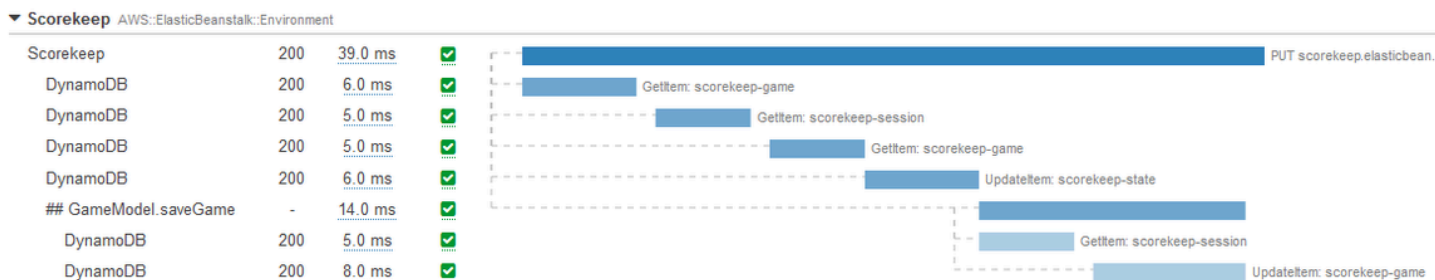 Scorekeep AWS::ElasticBeanstalk::Environment
Scorekeep 200 39.0 ms PUT scorekeep.elasticbean.
DynamoDB 200 6.0 ms GetItem: scorekeep-game
DynamoDB 200 5.0 ms GetItem: scorekeep-session
DynamoDB 200 5.0 ms GetItem: scorekeep-game
DynamoDB 200 6.0 ms UpdateItem: scorekeep-state
## GameModel.saveGame - 14.0 ms
DynamoDB 200 5.0 ms GetItem: scorekeep-session
DynamoDB 200 8.0 ms UpdateItem: scorekeep-game